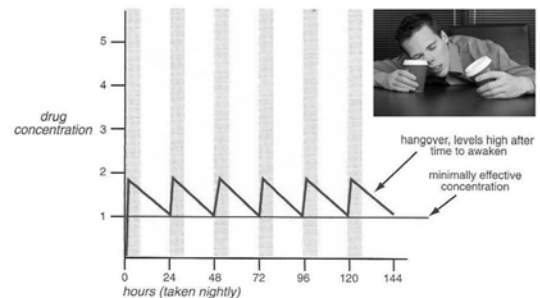 5
4
drug
concentration
3
2
1
hangover, levels high after
time to awaken
minimally effective
concentration
0 24 48 72 96 120 144
hours (taken nightly)